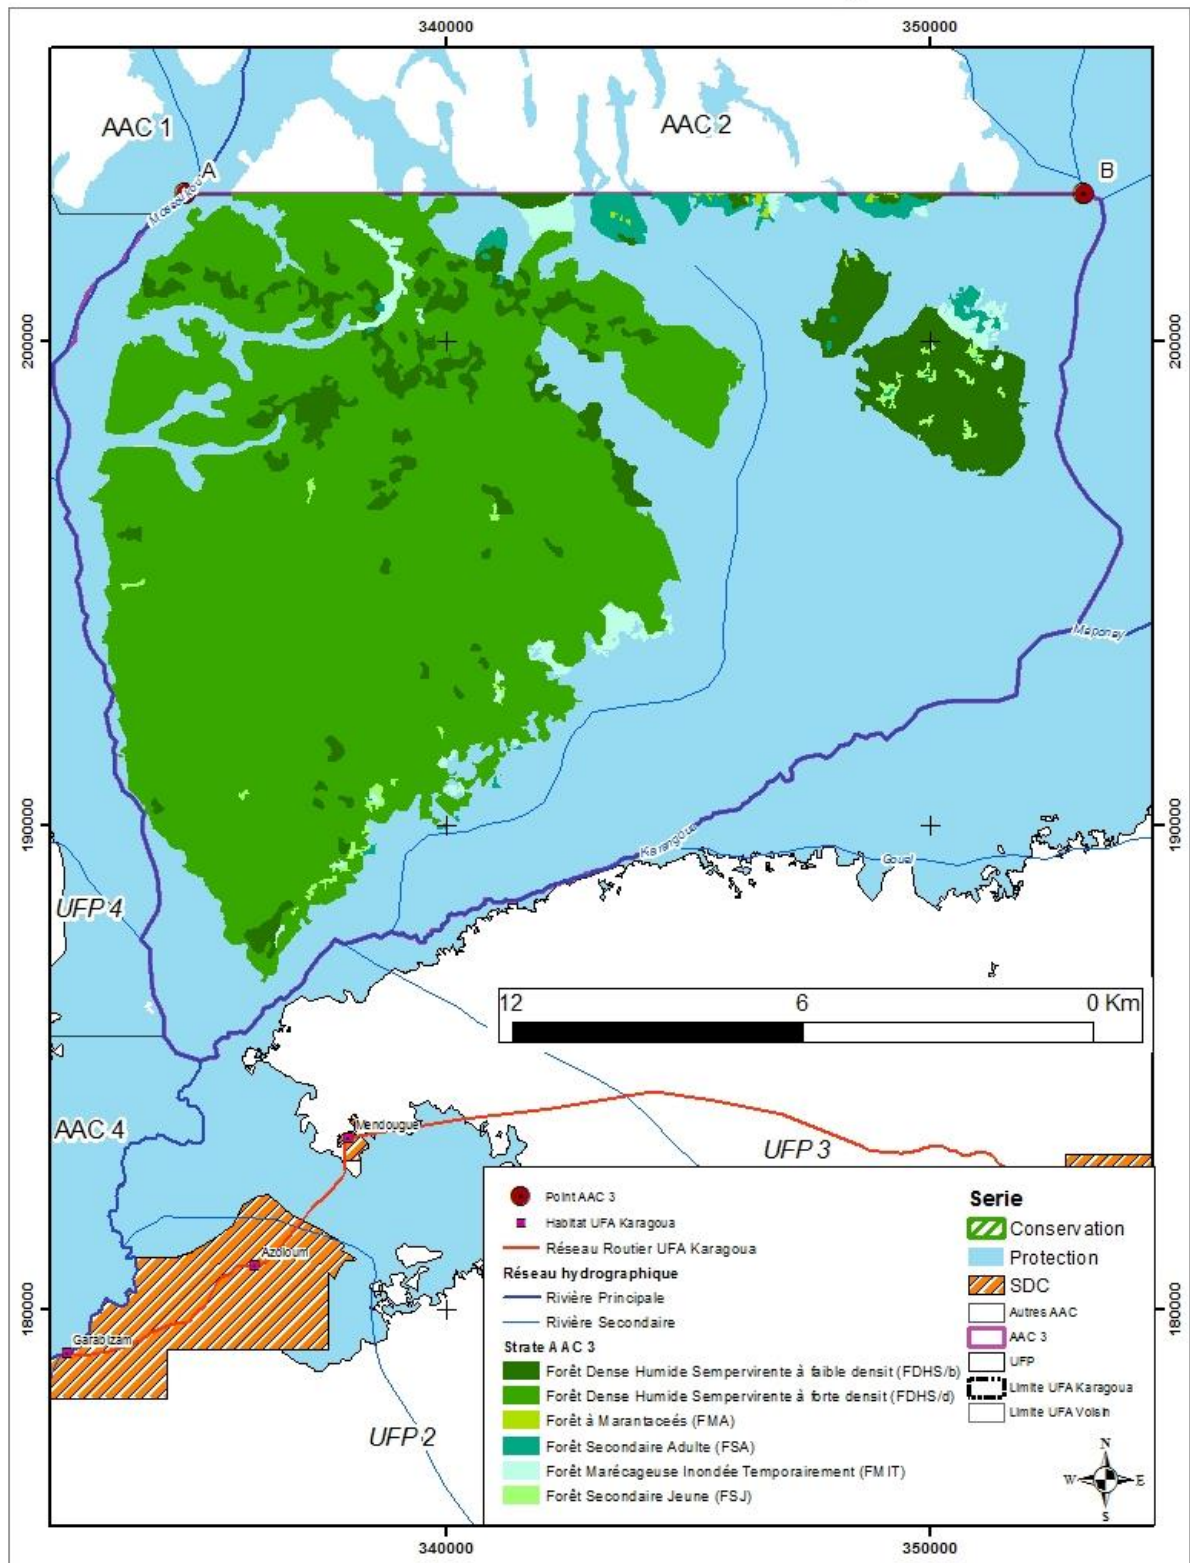 340000
350000
AAC 1
AAC 2
A
B
Mossoukou
200000
200000
Maponay
190000
190000
Karangoua
Goual
UFP 4
12
6
0 Km
AAC 4
Mendougue
UFP 3
Azoloum
Garabizam
180000
180000
UFP 2
Point AAC 3
Habitat UFA Karagoua
Réseau Routier UFA Karagoua
Réseau hydrographique
Rivière Principale
Rivière Secondaire
Strate AAC 3
Forêt Dense Humide Sempervirente à faible densit (FDHS/b)
Forêt Dense Humide Sempervirente à forte densit (FDHS/d)
Forêt à Marantaceés (FMA)
Forêt Secondaire Adulte (FSA)
Forêt Marécageuse Inondée Temporairement (FMIT)
Forêt Secondaire Jeune (FSJ)
Serie
Conservation
Protection
SDC
Autres AAC
AAC 3
UFP
Limite UFA Karagoua
Limite UFA Voisin
N
W
E
S
340000
350000